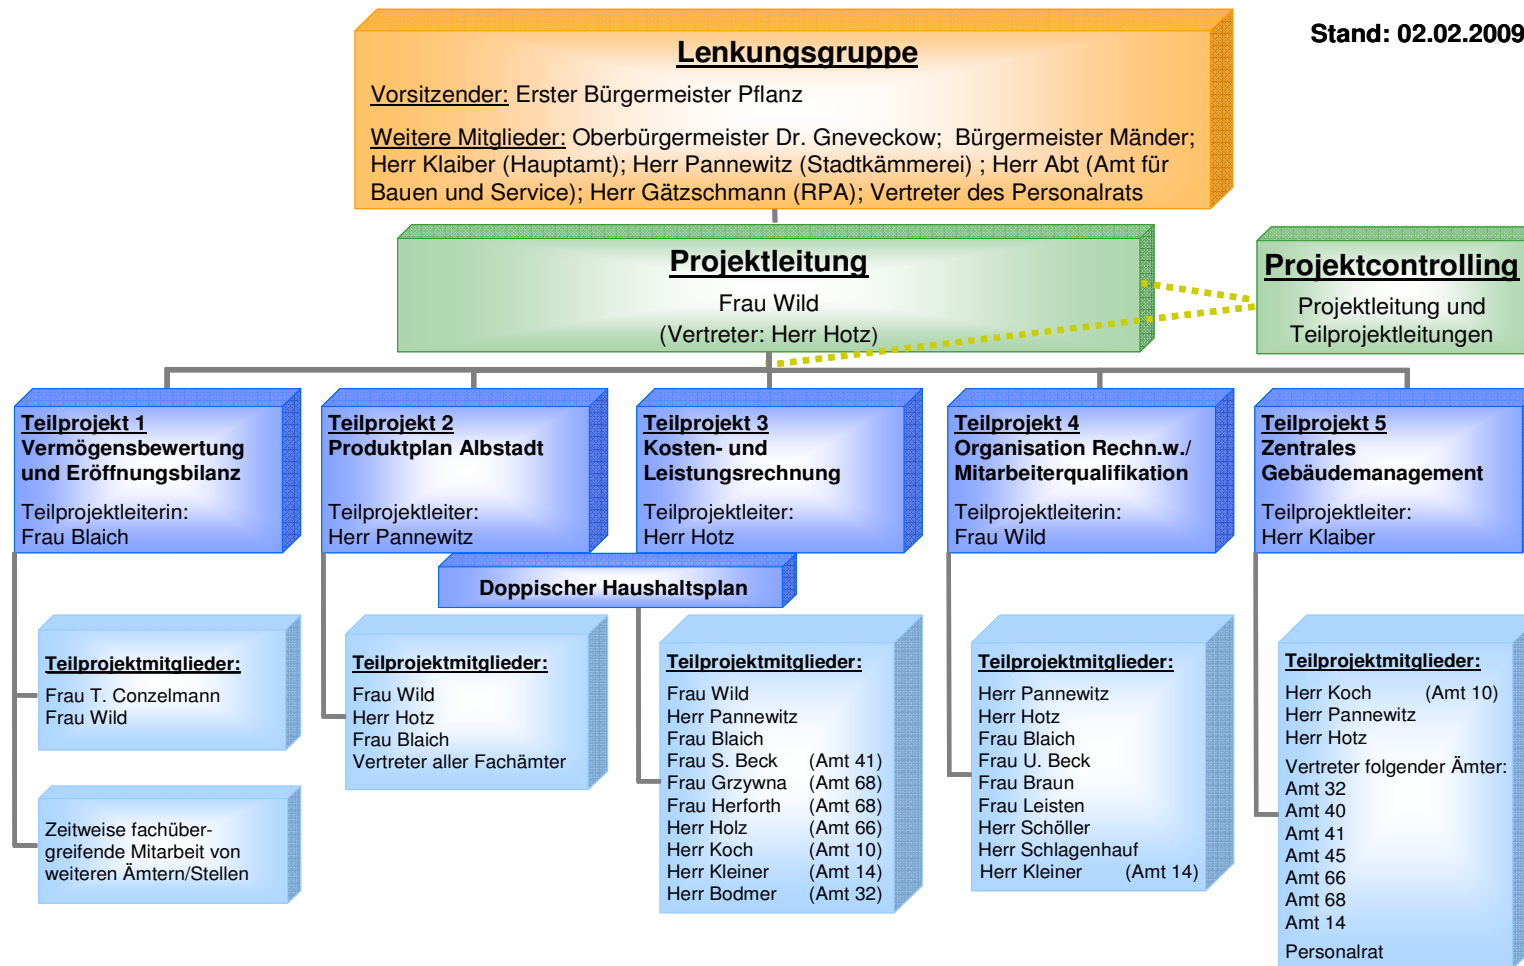 Stand: 02.02.2009
Lenkungsgruppe
Vorsitzender: Erster Bürgermeister Pflanz
Weitere Mitglieder: Oberbürgermeister Dr. Gneveckow;  Bürgermeister Mänder;
Herr Klaiber (Hauptamt); Herr Pannewitz (Stadtkämmerei) ; Herr Abt (Amt für
Bauen und Service); Herr Gätzschmann (RPA); Vertreter des Personalrats
Projektleitung
Frau Wild
(Vertreter: Herr Hotz)
Projektcontrolling
Projektleitung und
Teilprojektleitungen
Teilprojekt 1
Vermögensbewertung
und Eröffnungsbilanz
Teilprojektleiterin:
Frau Blaich
Teilprojekt 2
Produktplan Albstadt
Teilprojektleiter:
Herr Pannewitz
Teilprojekt 3
Kosten- und
Leistungsrechnung
Teilprojektleiter:
Herr Hotz
Teilprojekt 4
Organisation Rechn.w./
Mitarbeiterqualifikation
Teilprojektleiterin:
Frau Wild
Teilprojekt 5
Zentrales
Gebäudemanagement
Teilprojektleiter:
Herr Klaiber
Doppischer Haushaltsplan
Teilprojektmitglieder:
Frau T. Conzelmann
Frau Wild
Zeitweise fachüber-
greifende Mitarbeit von
weiteren Ämtern/Stellen
Teilprojektmitglieder:
Frau Wild
Herr Hotz
Frau Blaich
Vertreter aller Fachämter
Teilprojektmitglieder:
Frau Wild
Herr Pannewitz
Frau Blaich
Frau S. Beck (Amt 41)
Frau Grzywna (Amt 68)
Frau Herforth (Amt 68)
Herr Holz (Amt 66)
Herr Koch (Amt 10)
Herr Kleiner (Amt 14)
Herr Bodmer (Amt 32)
Teilprojektmitglieder:
Herr Pannewitz
Herr Hotz
Frau Blaich
Frau U. Beck
Frau Braun
Frau Leisten
Herr Schöller
Herr Schlagenhauf
Herr Kleiner (Amt 14)
Teilprojektmitglieder:
Herr Koch (Amt 10)
Herr Pannewitz
Herr Hotz
Vertreter folgender Ämter:
Amt 32
Amt 40
Amt 41
Amt 45
Amt 66
Amt 68
Amt 14
Personalrat